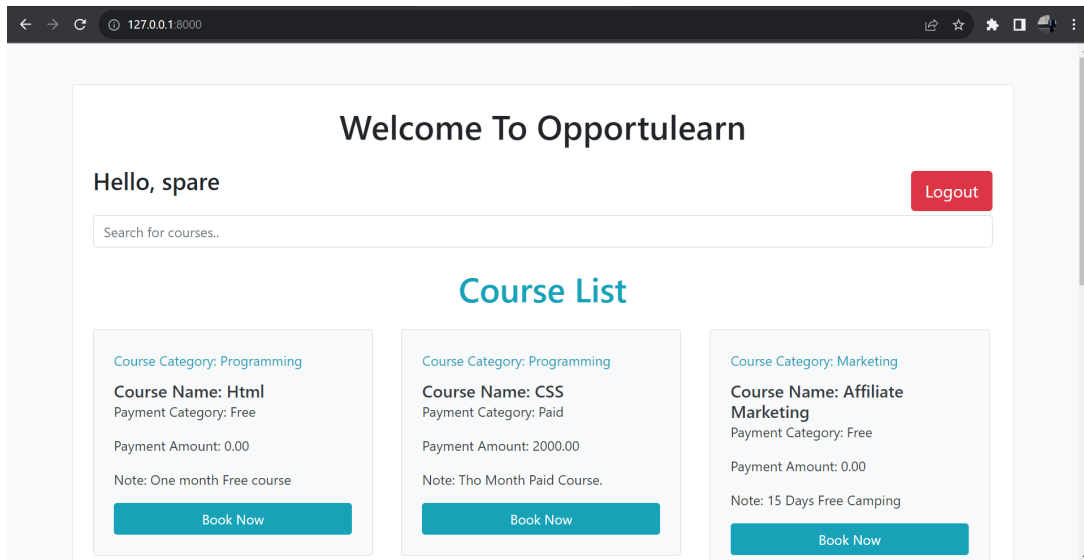 127.0.0.1:8000
Welcome To Opportulearn
Hello, spare
Logout
Search for courses..
Course List
Course Category: Programming
Course Name: Html
Payment Category: Free
Payment Amount: 0.00
Note: One month Free course
Book Now
Course Category: Programming
Course Name: CSS
Payment Category: Paid
Payment Amount: 2000.00
Note: Tho Month Paid Course.
Book Now
Course Category: Marketing
Course Name: Affiliate
Marketing
Payment Category: Free
Payment Amount: 0.00
Note: 15 Days Free Camping
Book Now